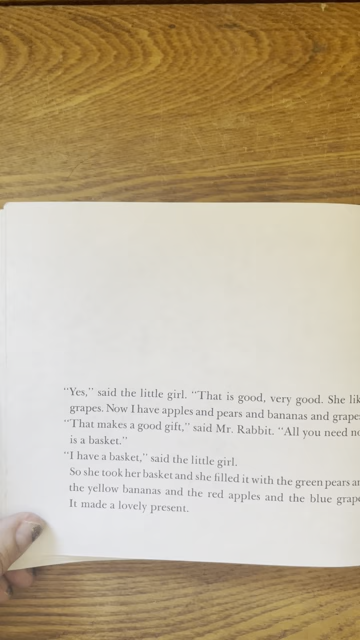 “Yes,” said the little girl. “That is good, very good. She
grapes. Now I have apples and pears and bananas and
“That makes a good gift,” said Mr. Rabbit. “All you need
is a basket.”
“I have a basket,” said the little girl.
So she took her basket and she filled it with the green pears
the yellow bananas and the red apples and the blue
It made a lovely present.